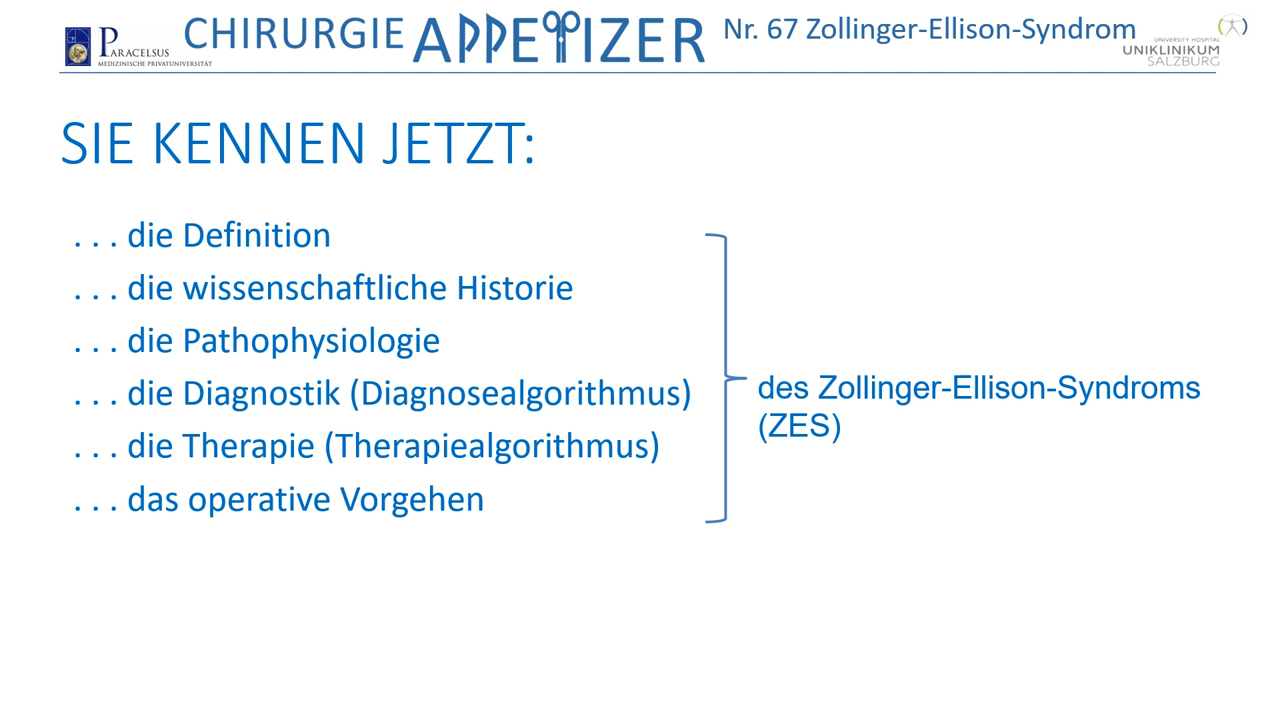 PARACELSUS
MEDIZINISCHE PRIVATUNIVERSITÄT
CHIRURGIE APPETIZER
Nr. 67 Zollinger-Ellison-Syndrom
UNIVERSITY HOSPITAL
UNIKLINIKUM
SALZBURG
SIE KENNEN JETZT:
. . . die Definition
. . . die wissenschaftliche Historie
. . . die Pathophysiologie
. . . die Diagnostik (Diagnosealgorithmus)
. . . die Therapie (Therapiealgorithmus)
. . . das operative Vorgehen
des Zollinger-Ellison-Syndroms
(ZES)